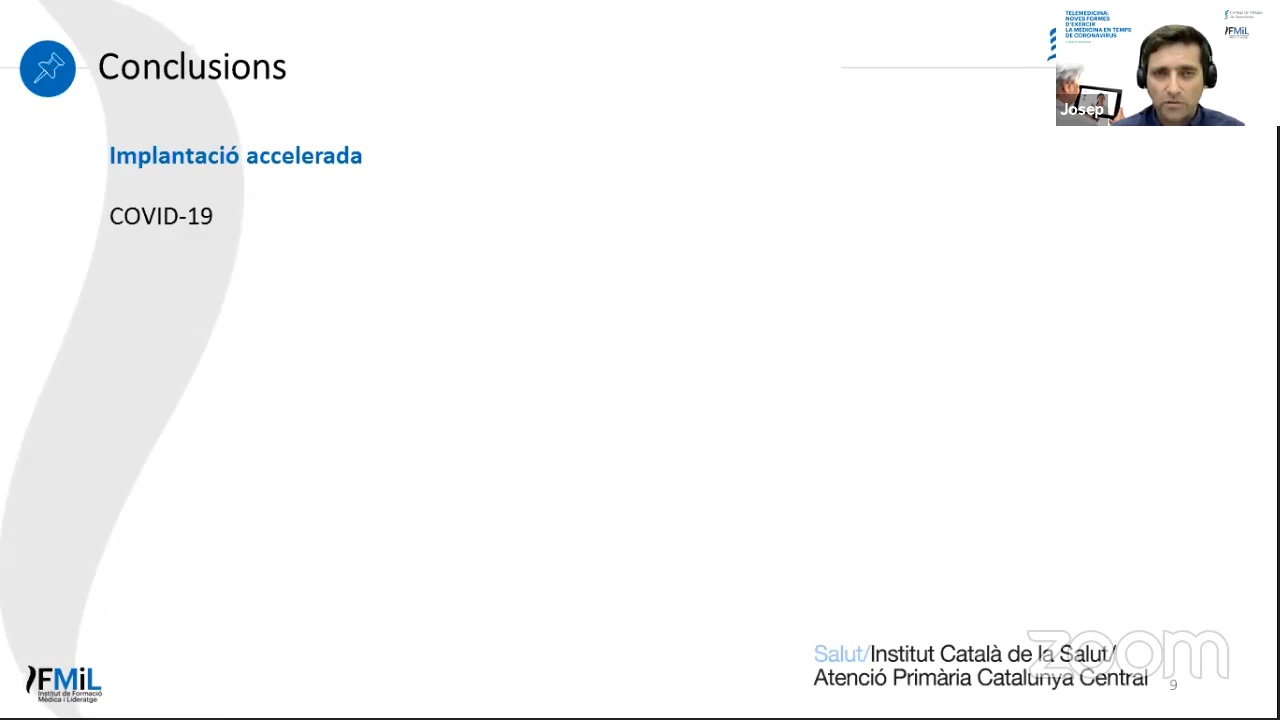 Conclusions
Implantació accelerada
COVID-19
TELEMEDICINA:
NOVES FORMES
D'EXERCIR
LA MEDICINA EN TEMPS
DE CORONAVIRUS
FMiL
Josep
FMiL
Institut de Formació
Mèdica i Lideratge
Salut/Institut Català de la Salut/
Atenció Primària Catalunya Central
zoom
9